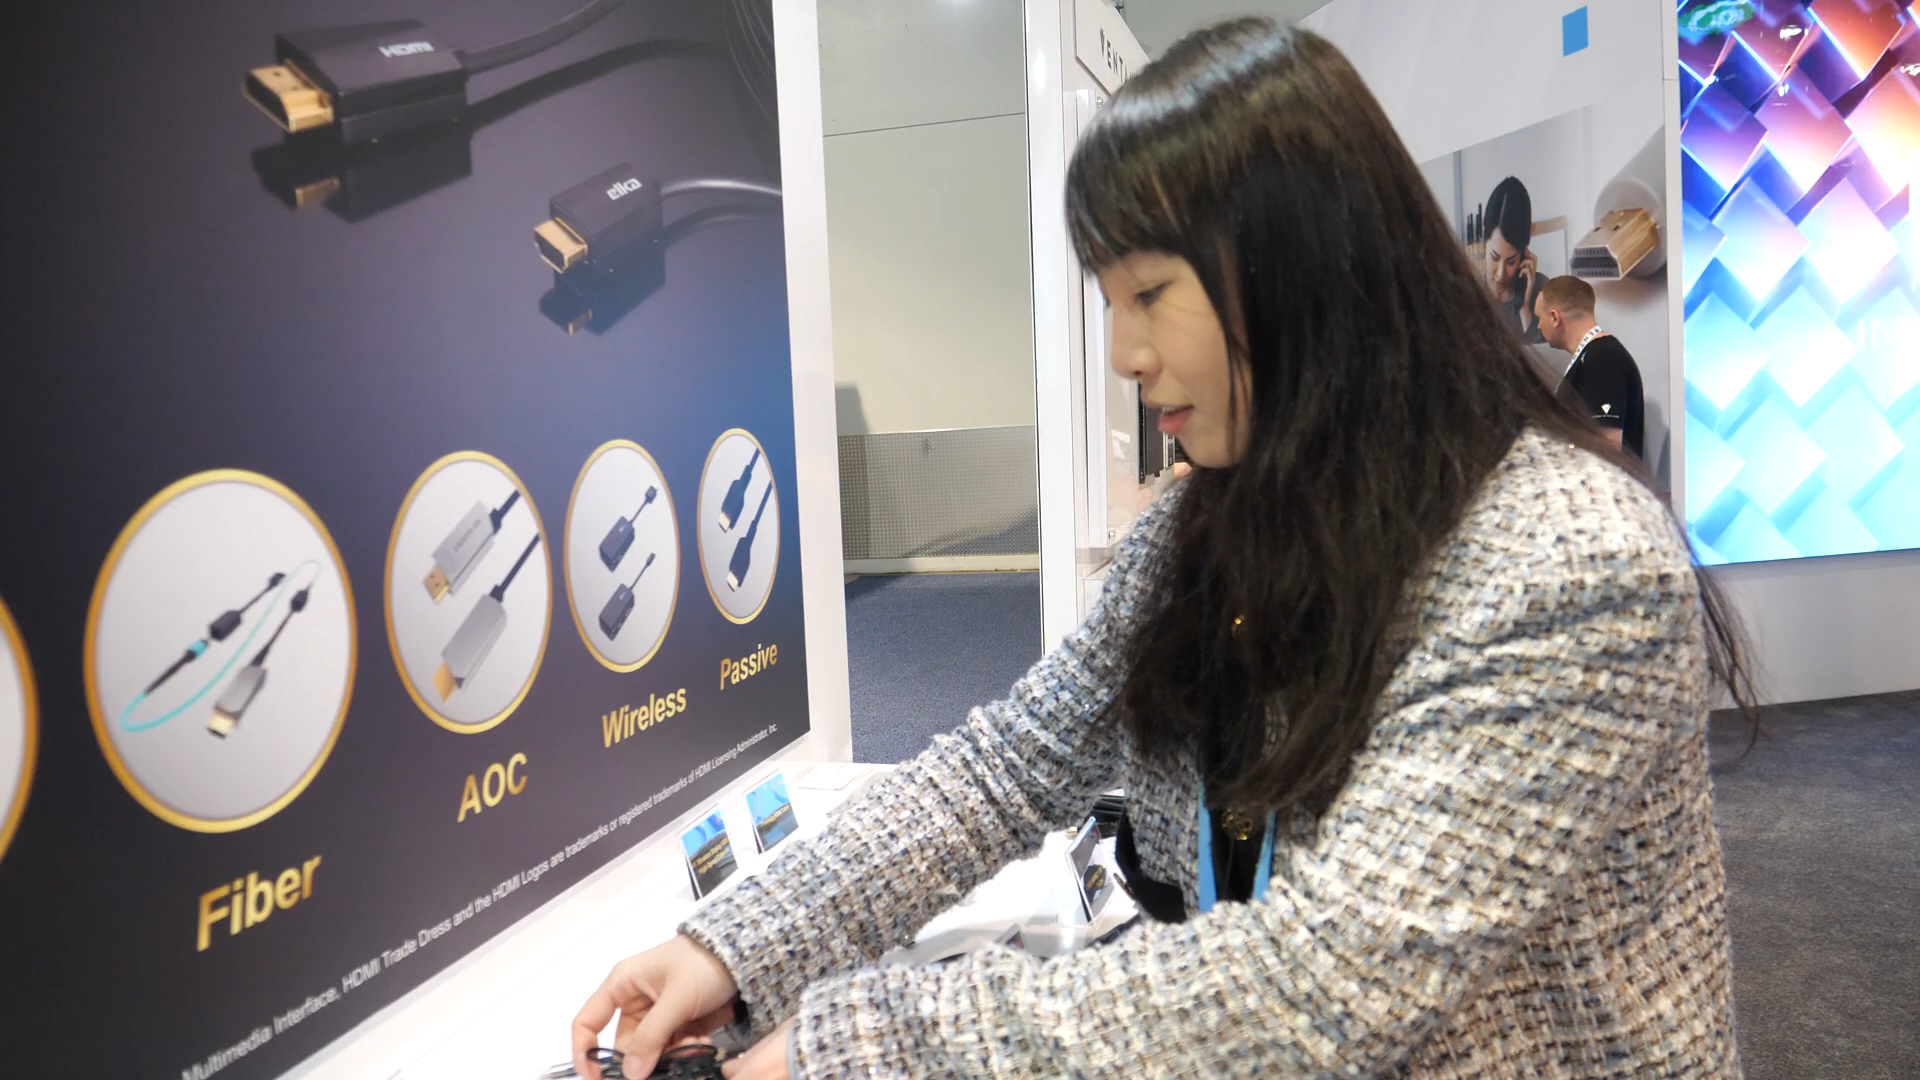 HDMI
elka
Fiber
AOC
Wireless
Passive
Multimedia Interface, HDMI Trade Dress and the HDMI Logos are trademarks or registered trademarks of HDMI Licensing Administrator, Inc.